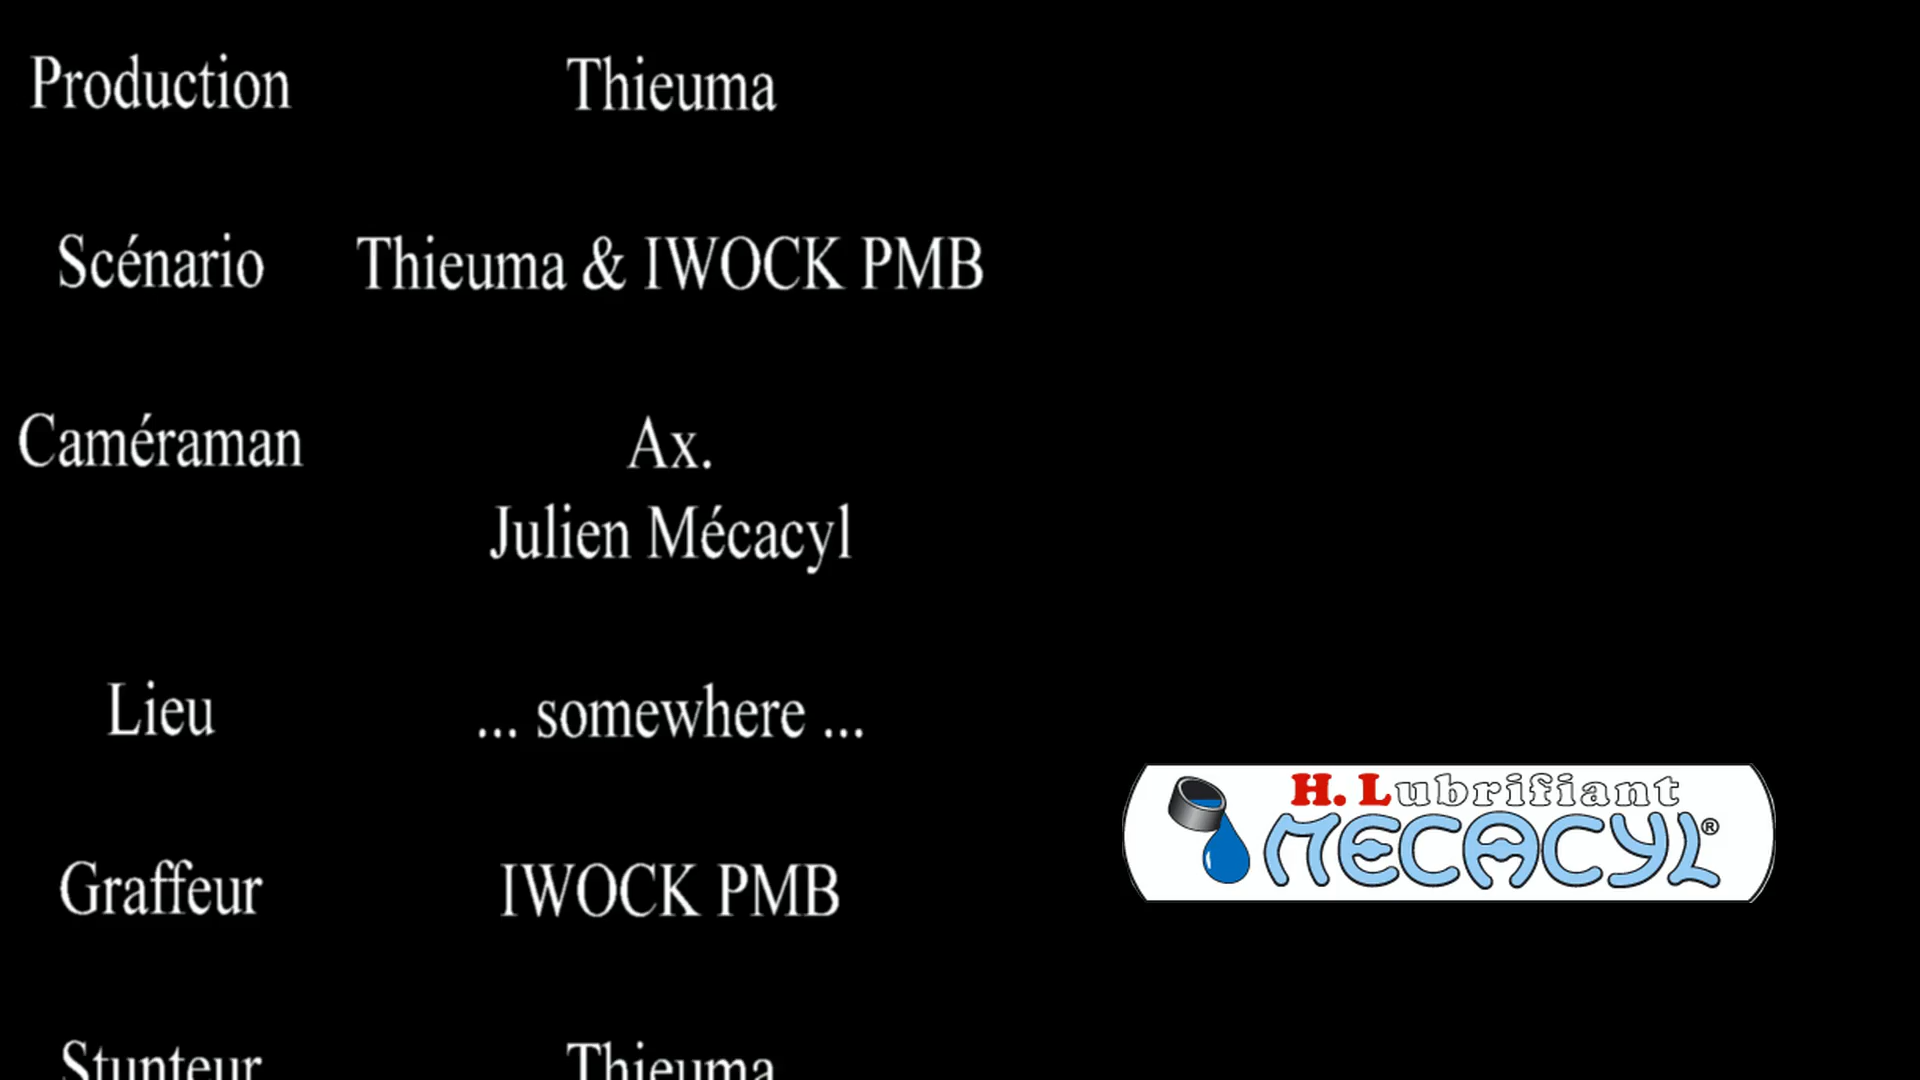 Production Thieuma
Scénario Thieuma & IWOCK PMB
Caméraman Ax.
Julien Mécacyl
Lieu ... somewhere ...
H. Lubrifiant
MECACYL®
Graffeur IWOCK PMB
Stunteur Thieuma